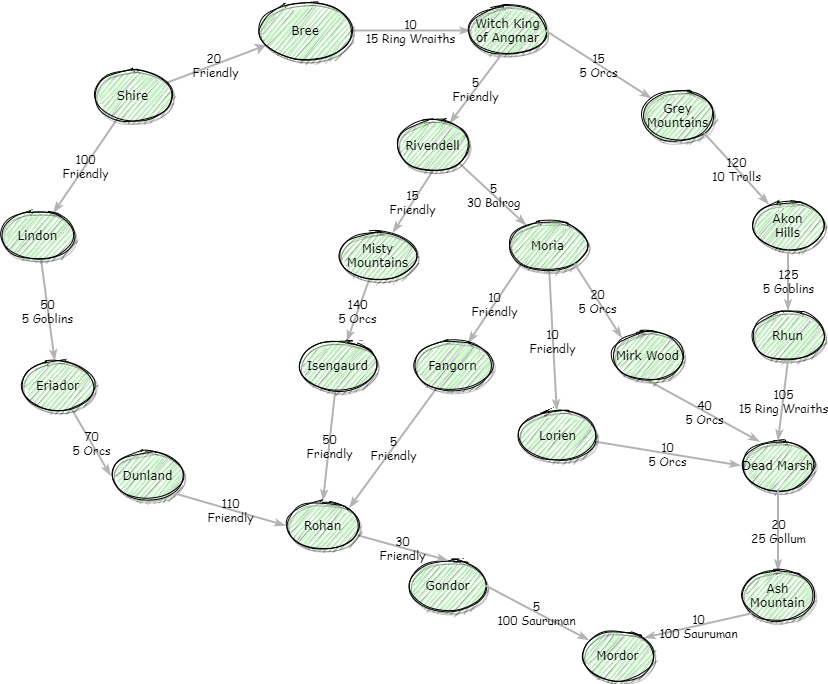 Bree
10
15 Ring Wraiths
Witch King
of Angmar
20
Friendly
15
5 Orcs
Shire
5
Friendly
Grey
Mountains
Rivendell
100
Friendly
120
10 Trolls
15
Friendly
5
30 Balrog
Lindon
Akon
Hills
Misty
Mountains
Moria
125
5 Goblins
50
5 Goblins
140
5 Orcs
10
Friendly
20
5 Orcs
10
Friendly
Rhun
Isengaurd
Fangorn
Mirk Wood
Eriador
105
15 Ring Wraiths
40
5 Orcs
70
5 Orcs
50
Friendly
5
Friendly
Lorien
10
5 Orcs
Dead Marsh
Dunland
110
Friendly
Rohan
20
25 Gollum
30
Friendly
Gondor
Ash
Mountain
5
100 Sauruman
10
100 Sauruman
Mordor